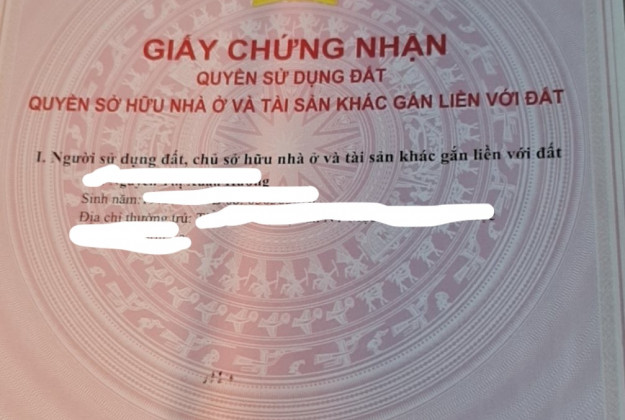 GIẤY CHỨNG NHẬN
QUYỀN SỬ DỤNG ĐẤT
QUYỀN SỞ HỮU NHÀ Ở VÀ TÀI SẢN KHÁC GẮN LIỀN VỚI ĐẤT
I. Người sử dụng đất, chủ sở hữu nhà ở và tài sản khác gắn liền với đất
Sinh năm:
Địa chỉ thường trú: